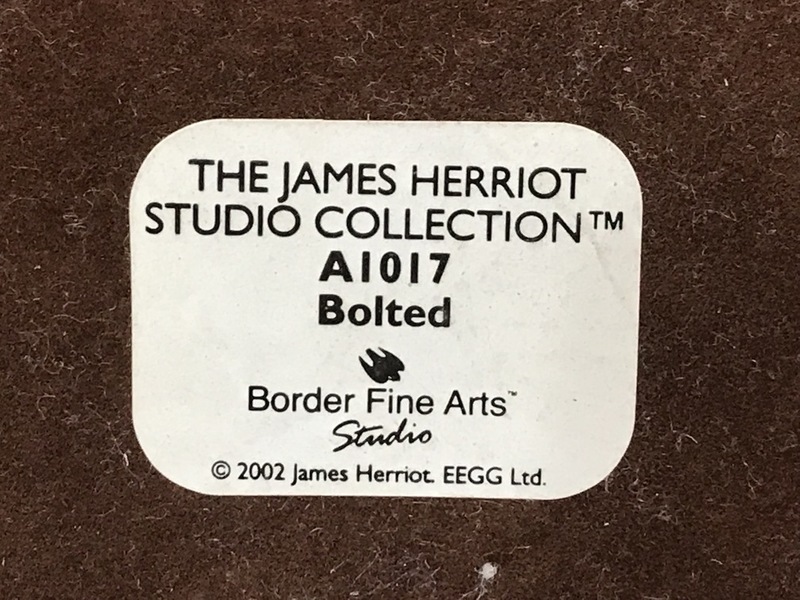 THE JAMES HERRIOT
STUDIO COLLECTION™
A1017
Bolted
Border Fine Arts™
Studio
© 2002 James Herriot. EEGG Ltd.